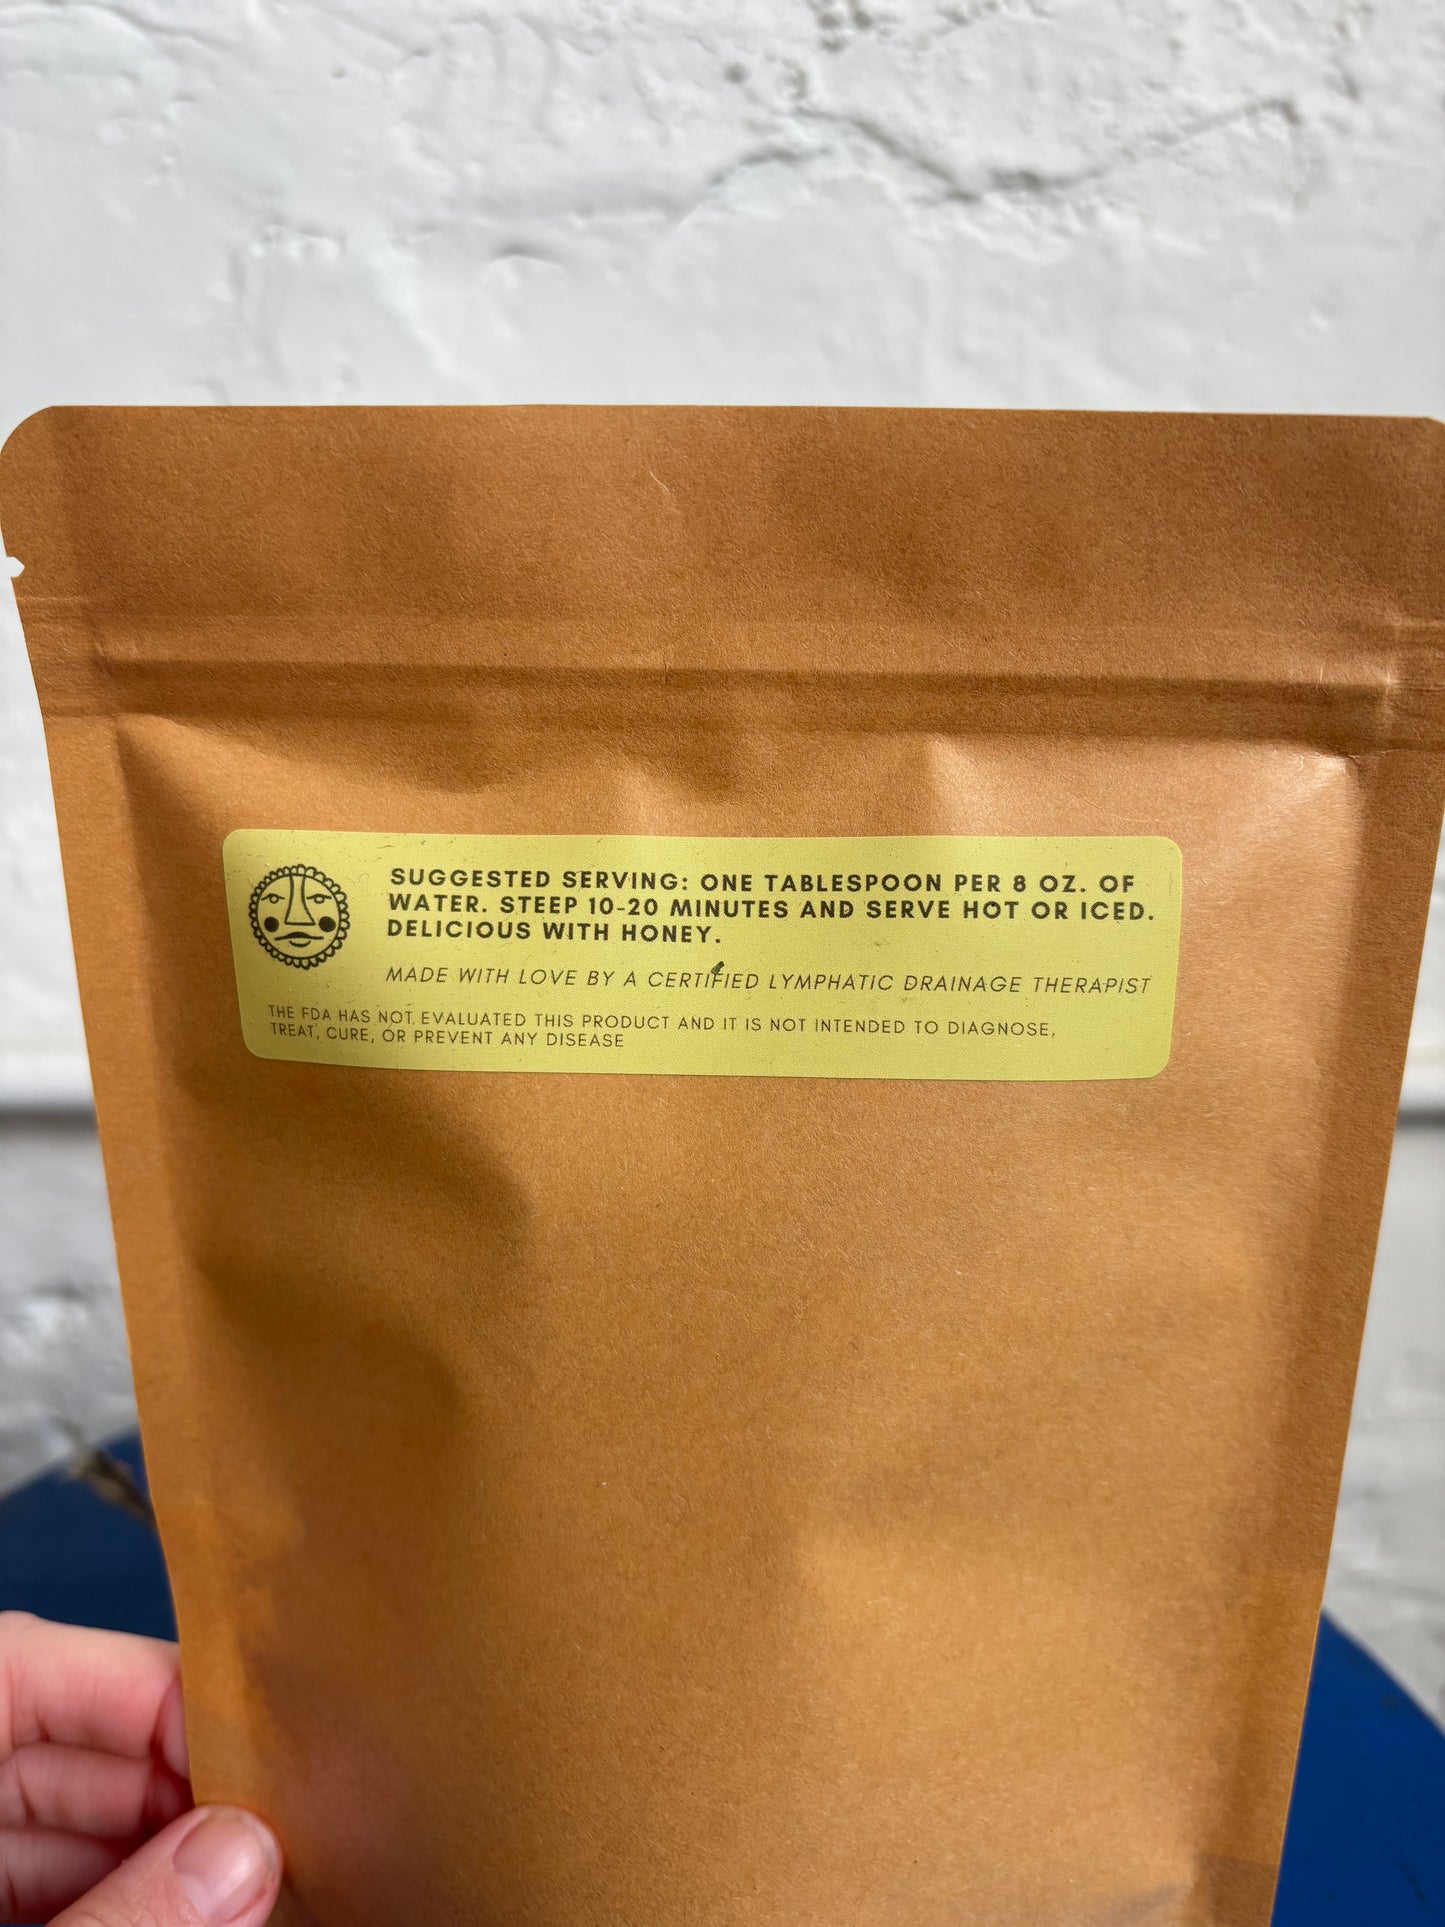 SUGGESTED SERVING: ONE TABLESPOON PER 8 OZ. OF
WATER. STEEP 10-20 MINUTES AND SERVE HOT OR ICED.
DELICIOUS WITH HONEY.
MADE WITH LOVE BY A CERTIFIED LYMPHATIC DRAINAGE THERAPIST
THE FDA HAS NOT EVALUATED THIS PRODUCT AND IT IS NOT INTENDED TO DIAGNOSE,
TREAT, CURE, OR PREVENT ANY DISEASE